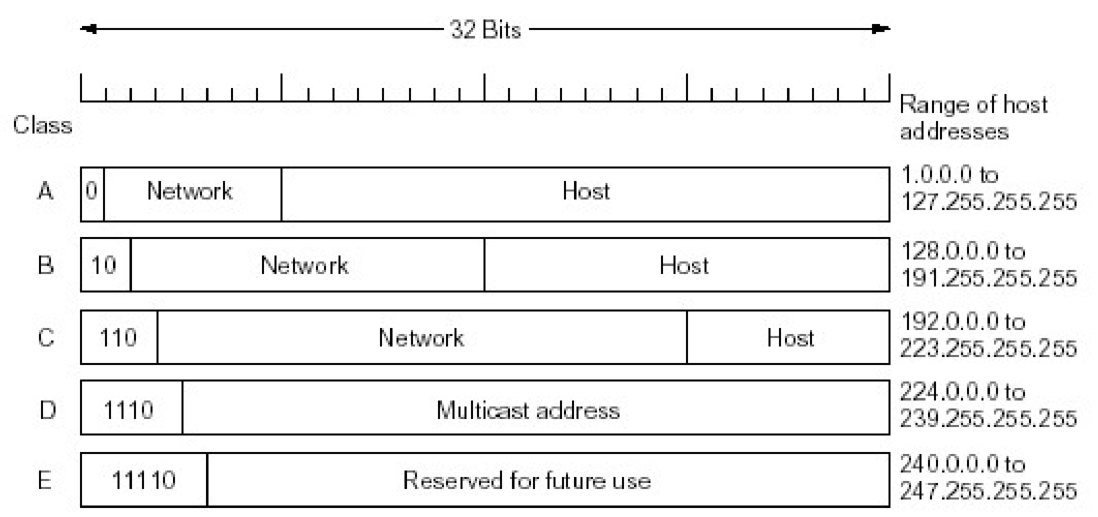 32 Bits
Class
Range of host
addresses
A
0
Network
Host
1.0.0.0 to
127.255.255.255
B
10
Network
Host
128.0.0.0 to
191.255.255.255
C
110
Network
Host
192.0.0.0 to
223.255.255.255
D
1110
Multicast address
224.0.0.0 to
239.255.255.255
E
11110
Reserved for future use
240.0.0.0 to
247.255.255.255